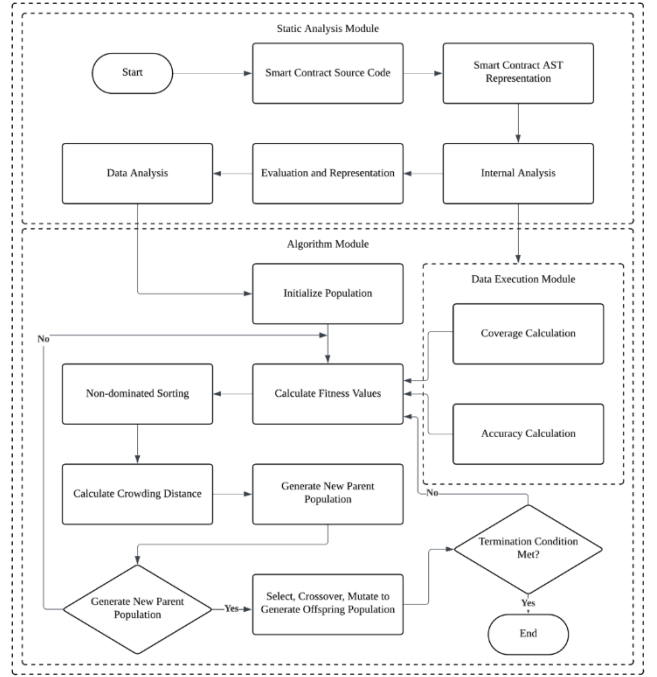 Static Analysis Module
Start
Smart Contract Source Code
Smart Contract AST
Representation
Data Analysis
Evaluation and Representation
Internal Analysis
Algorithm Module
Initialize Population
Data Execution Module
Coverage Calculation
No
Non-dominated Sorting
Calculate Fitness Values
Accuracy Calculation
Calculate Crowding Distance
Generate New Parent
Population
No
Termination Condition
Met?
Generate New Parent
Population
Yes
Select, Crossover, Mutate to
Generate Offspring Population
Yes
End